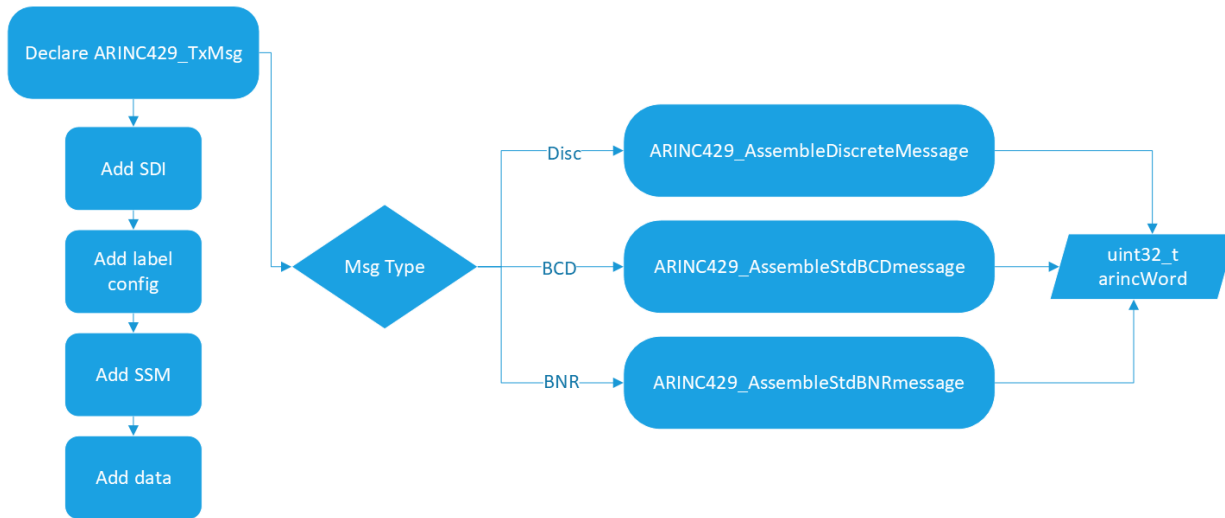 Declare ARINC429_TxMsg
Add SDI
Add label
config
Add SSM
Add data
Msg Type
Disc
BCD
BNR
ARINC429_AssembleDiscreteMessage
ARINC429_AssembleStdBCDmessage
ARINC429_AssembleStdBNRmessage
uint32_t
arincWord